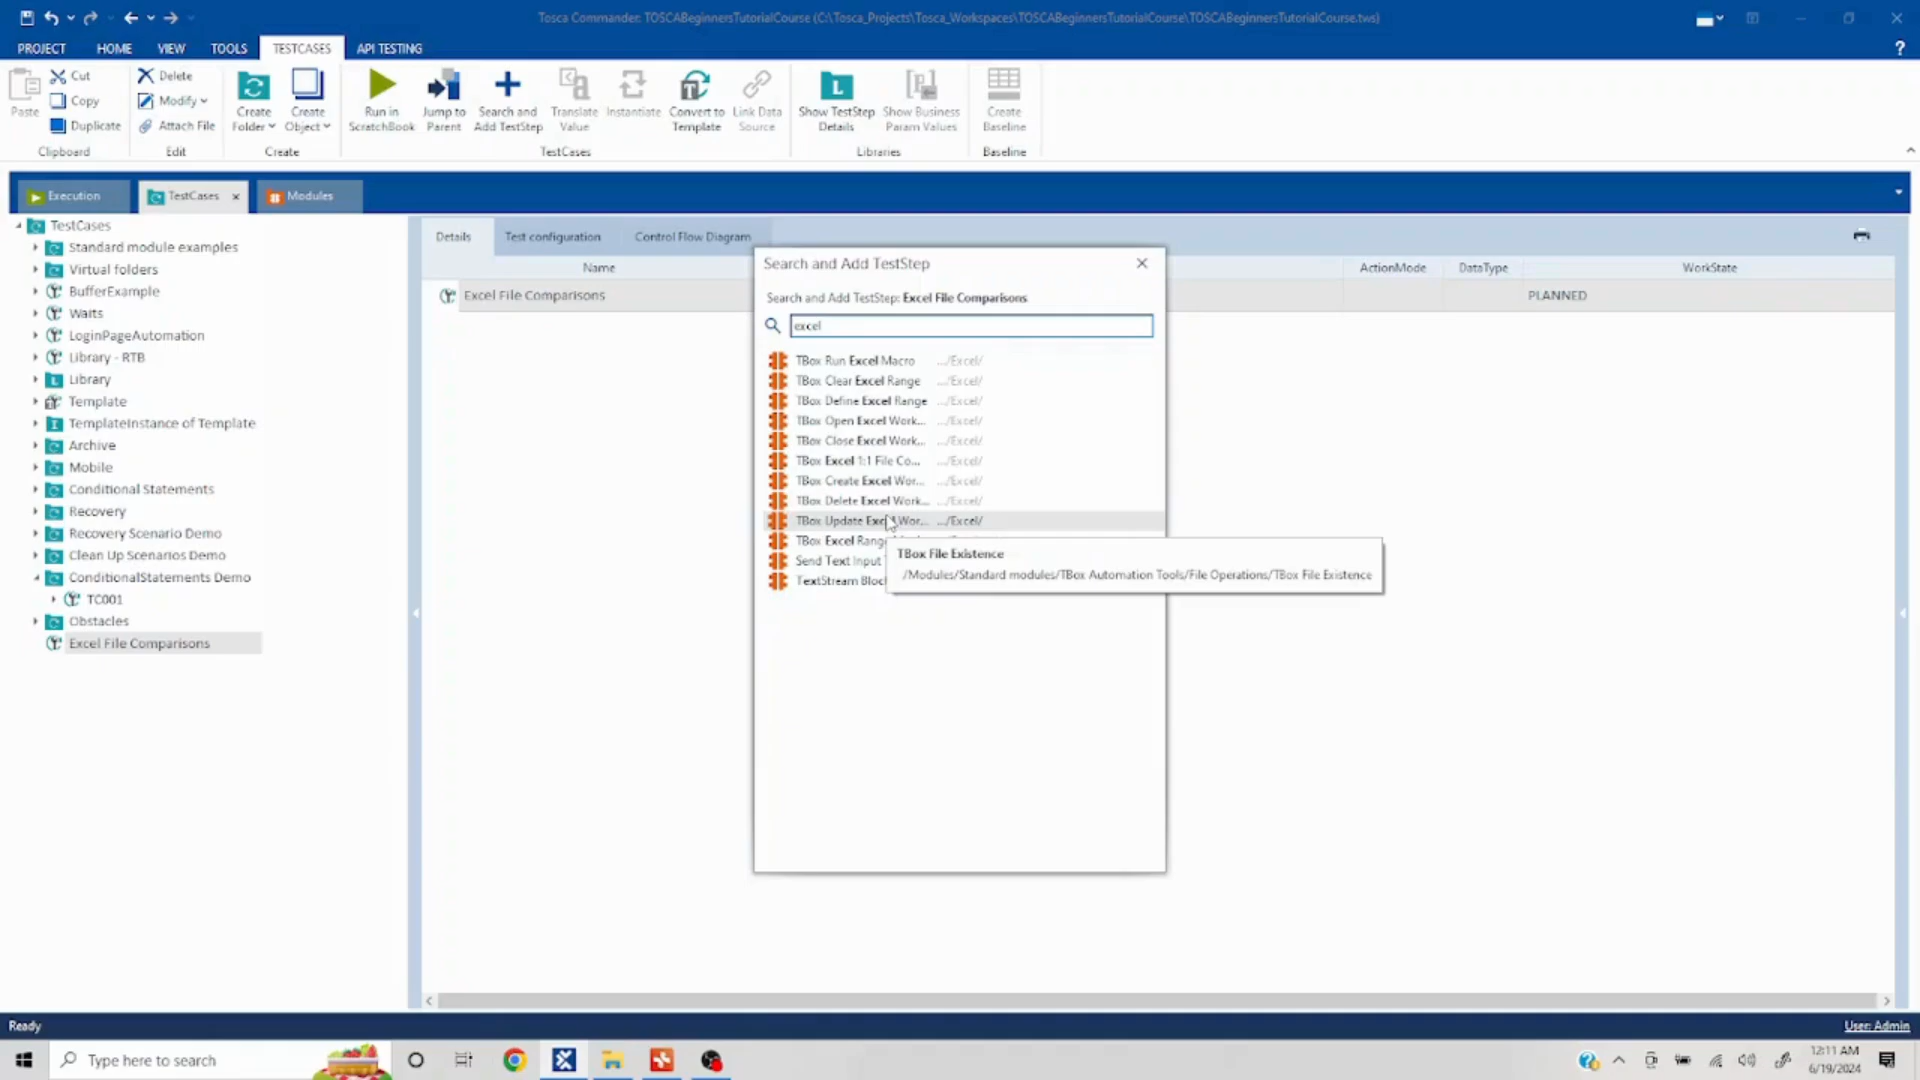 Tosca Commander: TOSCABeginnersTutorialCourse (C:\Tosca_Projects\Tosca_Workspaces\TOSCABeginnersTutorialCourse\TOSCABeginnersTutorialCourse.tws)
PROJECT HOME VIEW TOOLS TESTCASES API TESTING ?
Paste Cut Copy Duplicate
Clipboard
Delete Modify Attach File
Edit
Create Folder Create Object
Create
Run in ScratchBook Jump to Parent Search and Add TestStep Translate Value Instantiate Convert to Template Link Data Source
TestCases
Show TestStep Details Show Business Param Values
Libraries
Create Baseline
Baseline
Execution TestCases x Modules
TestCases
Standard module examples
Virtual folders
BufferExample
Waits
LoginPageAutomation
Library - RTB
Library
Template
TemplateInstance of Template
Archive
Mobile
Conditional Statements
Recovery
Recovery Scenario Demo
Clean Up Scenarios Demo
ConditionalStatements Demo
TC001
Obstacles
Excel File Comparisons
Details Test configuration Control Flow Diagram
Name ActionMode DataType WorkState
Excel File Comparisons PLANNED
Search and Add TestStep
Search and Add TestStep: Excel File Comparisons
excel
TBox Run Excel Macro .../Excel/
TBox Clear Excel Range .../Excel/
TBox Define Excel Range .../Excel/
TBox Open Excel Work... .../Excel/
TBox Close Excel Work... .../Excel/
TBox Excel 1:1 File Co... .../Excel/
TBox Create Excel Wor... .../Excel/
TBox Delete Excel Work... .../Excel/
TBox Update Excel Wor... .../Excel/
TBox Excel
Send Text Input
TextStream
TBox File Existence
/Modules/Standard modules/TBox Automation Tools/File Operations/TBox File Existence
Ready User: Admin
Type here to search
12:11 AM
6/19/2024